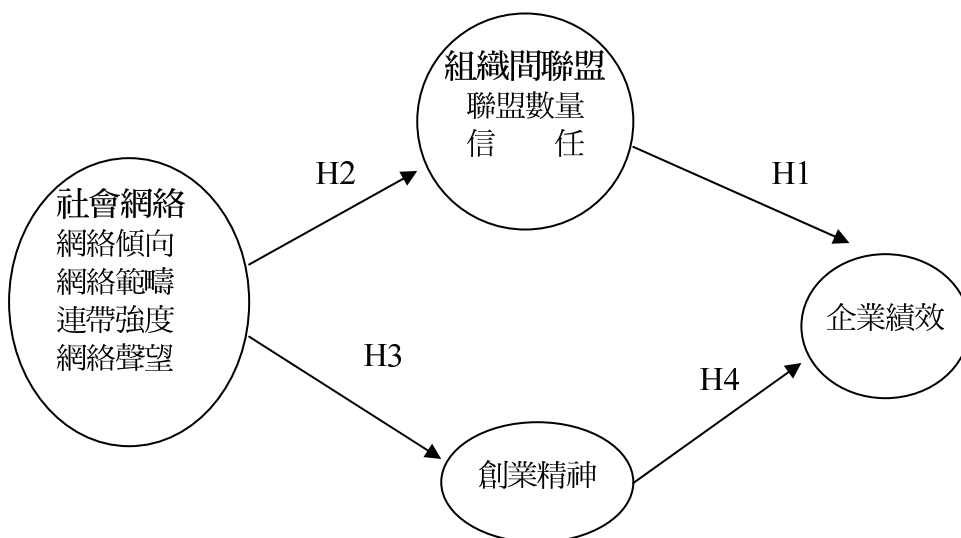 組織間聯盟
聯盟數量
信　　任
H2
H1
社會網絡
網絡傾向
網絡範疇
連帶強度
網絡聲望
企業績效
H3
H4
創業精神